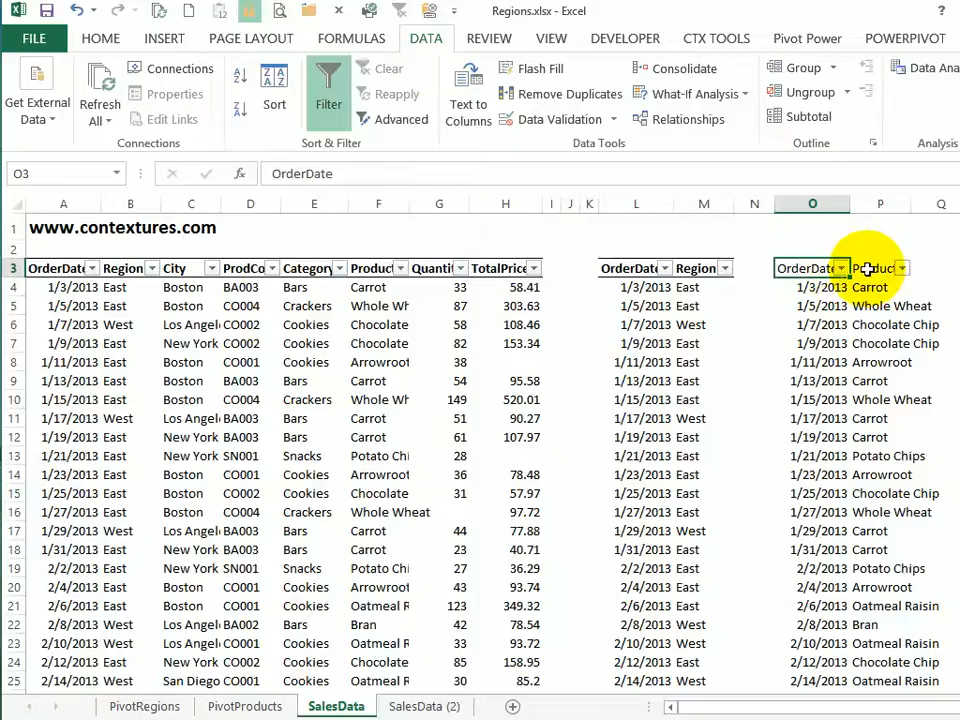 Regions.xlsx - Excel ?
FILE HOME INSERT PAGE LAYOUT FORMULAS DATA REVIEW VIEW DEVELOPER CTX TOOLS Pivot Power POWERPIVOT
Get External Data
Refresh All
Connections
Properties
Edit Links
Connections
Sort
Filter
Clear
Reapply
Advanced
Sort & Filter
Text to Columns
Flash Fill
Remove Duplicates
Data Validation
Consolidate
What-If Analysis
Relationships
Data Tools
Group
Ungroup
Subtotal
Outline
Data Ana
Analysis
O3 fx OrderDate
A B C D E F G H I J K L M N O P Q
1 www.contextures.com
2
3 OrderDate Region City ProdCo Category Product Quantit TotalPrice OrderDate Region OrderDate Product
4 1/3/2013 East Boston BA003 Bars Carrot 33 58.41 1/3/2013 East 1/3/2013 Carrot
5 1/5/2013 East Boston CO004 Crackers Whole Wh 87 303.63 1/5/2013 East 1/5/2013 Whole Wheat
6 1/7/2013 West Los Angel CO002 Cookies Chocolate 58 108.46 1/7/2013 West 1/7/2013 Chocolate Chip
7 1/9/2013 East New York CO002 Cookies Chocolate 82 153.34 1/9/2013 East 1/9/2013 Chocolate Chip
8 1/11/2013 East Boston CO001 Cookies Arrowroot 38 1/11/2013 East 1/11/2013 Arrowroot
9 1/13/2013 East Boston BA003 Bars Carrot 54 95.58 1/13/2013 East 1/13/2013 Carrot
10 1/15/2013 East Boston CO004 Crackers Whole Wh 149 520.01 1/15/2013 East 1/15/2013 Whole Wheat
11 1/17/2013 West Los Angel BA003 Bars Carrot 51 90.27 1/17/2013 West 1/17/2013 Carrot
12 1/19/2013 East New York BA003 Bars Carrot 61 107.97 1/19/2013 East 1/19/2013 Carrot
13 1/21/2013 East New York SN001 Snacks Potato Chi 28 1/21/2013 East 1/21/2013 Potato Chips
14 1/23/2013 East Boston CO001 Cookies Arrowroot 36 78.48 1/23/2013 East 1/23/2013 Arrowroot
15 1/25/2013 East Boston CO002 Cookies Chocolate 31 57.97 1/25/2013 East 1/25/2013 Chocolate Chip
16 1/27/2013 East Boston CO004 Crackers Whole Wheat 97.72 1/27/2013 East 1/27/2013 Whole Wheat
17 1/29/2013 West Los Angel BA003 Bars Carrot 44 77.88 1/29/2013 West 1/29/2013 Carrot
18 1/31/2013 East New York BA003 Bars Carrot 23 40.71 1/31/2013 East 1/31/2013 Carrot
19 2/2/2013 East New York SN001 Snacks Potato Chi 27 36.29 2/2/2013 East 2/2/2013 Potato Chips
20 2/4/2013 East Boston CO001 Cookies Arrowroot 43 93.74 2/4/2013 East 2/4/2013 Arrowroot
21 2/6/2013 East Boston CO001 Cookies Oatmeal R 123 349.32 2/6/2013 East 2/6/2013 Oatmeal Raisin
22 2/8/2013 West Los Angel BA003 Bars Bran 42 78.54 2/8/2013 West 2/8/2013 Bran
23 2/10/2013 West Los Angel CO001 Cookies Oatmeal R 33 93.72 2/10/2013 West 2/10/2013 Oatmeal Raisin
24 2/12/2013 East New York CO002 Cookies Chocolate 85 158.95 2/12/2013 East 2/12/2013 Chocolate Chip
25 2/14/2013 West San Diego CO001 Cookies Oatmeal R 30 85.2 2/14/2013 West 2/14/2013 Oatmeal Raisin
PivotRegions PivotProducts SalesData SalesData (2)